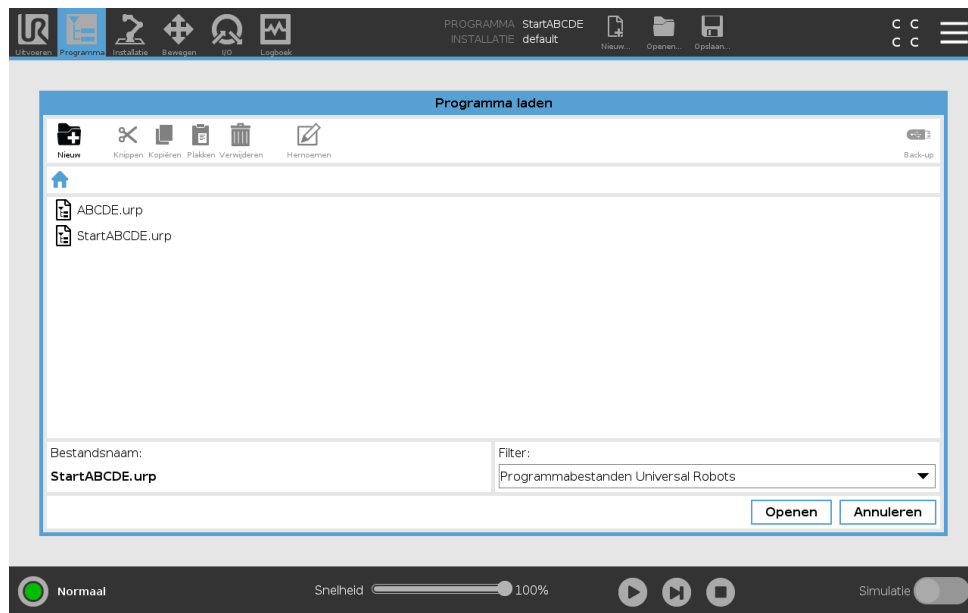 PROGRAMMA StartABCDE
INSTALLATIE default
Uitvoeren Programma Installatie Bewegen I/O Logboek Nieuw... Openen... Opslaan...
C C
C C
Programma laden
Nieuw Knippen Kopiëren Plakken Verwijderen Hernoemen Back-up
ABCDE.urp
StartABCDE.urp
Bestandsnaam: Filter:
StartABCDE.urp Programmabestanden Universal Robots
Openen Annuleren
Normaal Snelheid 100% Simulatie